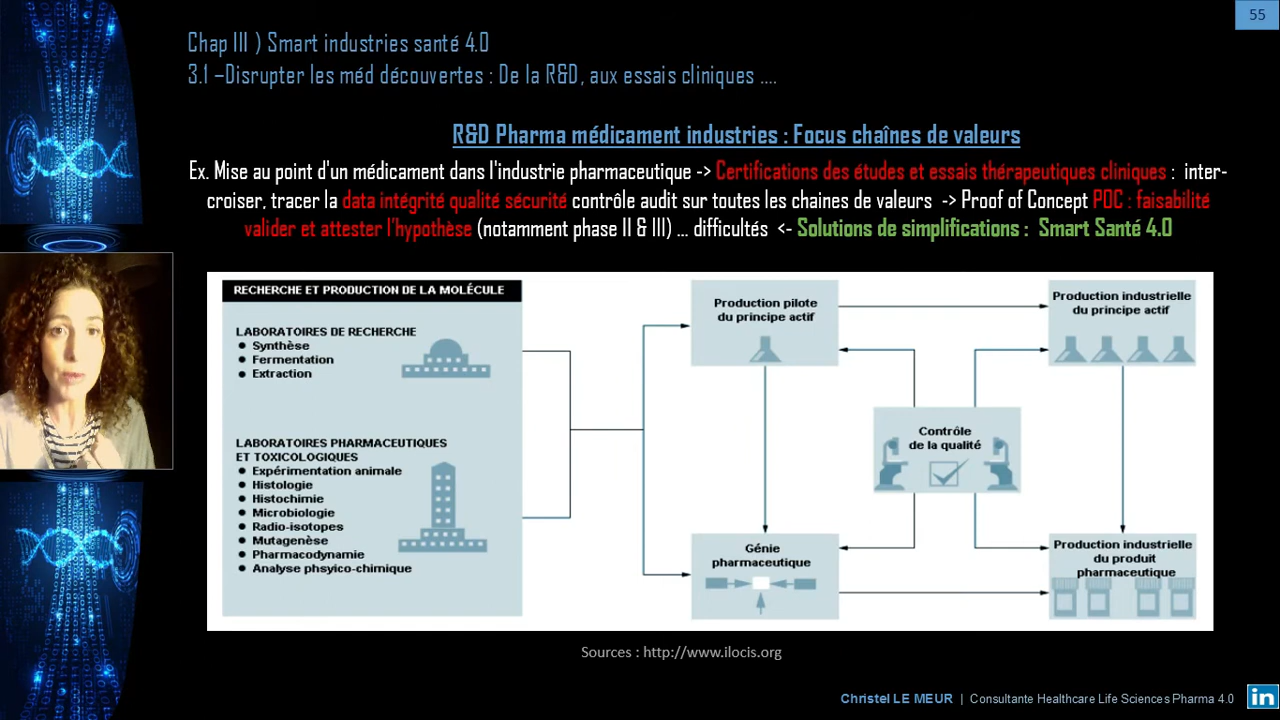 55
Chap III ) Smart industries santé 4.0
3.1 –Disrupter les méd découvertes : De la R&D, aux essais cliniques ....
R&D Pharma médicament industries : Focus chaînes de valeurs
Ex. Mise au point d'un médicament dans l'industrie pharmaceutique -> Certifications des études et essais thérapeutiques cliniques : inter-
croiser, tracer la data intégrité qualité sécurité contrôle audit sur toutes les chaines de valeurs -> Proof of Concept POC : faisabilité
valider et attester l'hypothèse (notamment phase II & III) ... difficultés <- Solutions de simplifications : Smart Santé 4.0
RECHERCHE ET PRODUCTION DE LA MOLÉCULE
LABORATOIRES DE RECHERCHE
● Synthèse
● Fermentation
● Extraction
LABORATOIRES PHARMACEUTIQUES
ET TOXICOLOGIQUES
● Expérimentation animale
● Histologie
● Histochimie
● Microbiologie
● Radio-isotopes
● Mutagenèse
● Pharmacodynamie
● Analyse phsyico-chimique
Production pilote
du principe actif
Production industrielle
du principe actif
Contrôle
de la qualité
Génie
pharmaceutique
Production industrielle
du produit
pharmaceutique
Sources : http://www.ilocis.org
Christel LE MEUR | Consultante Healthcare Life Sciences Pharma 4.0
in